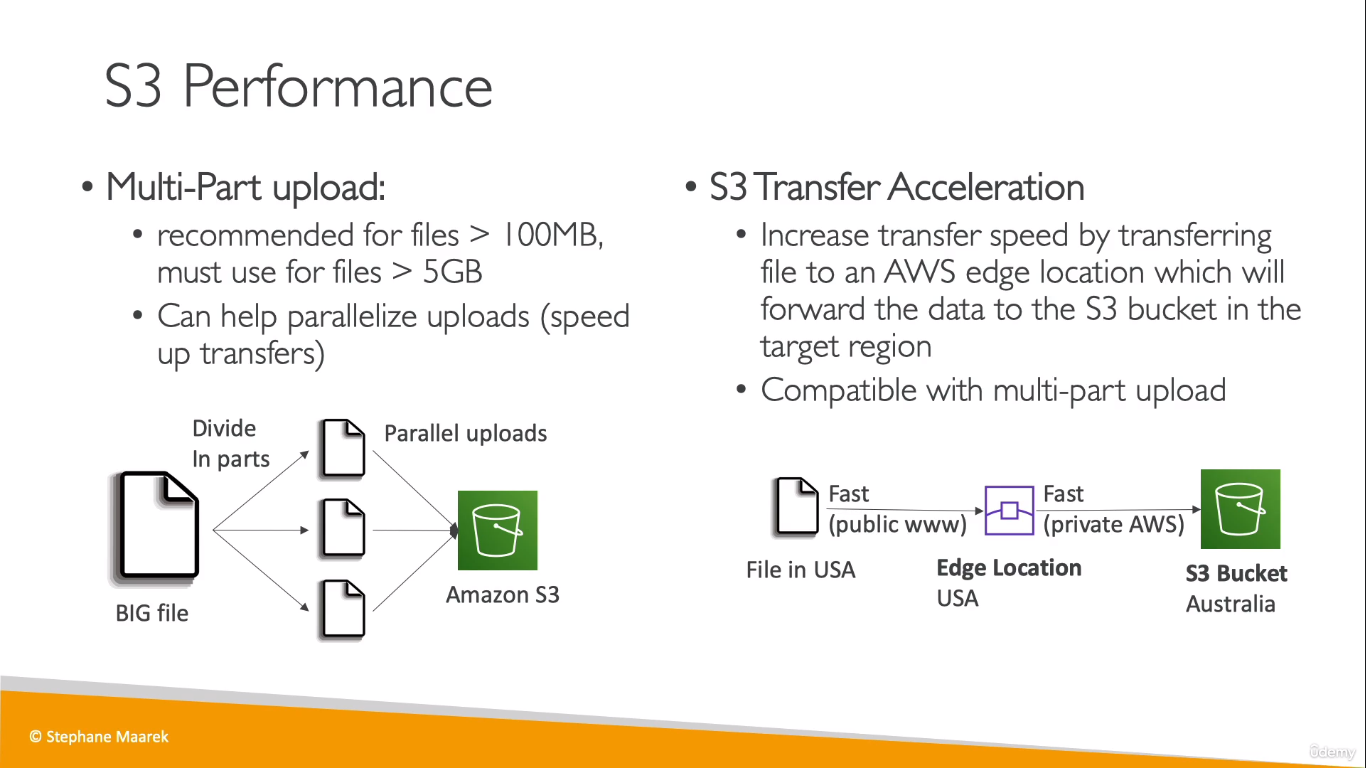 S3 Performance
• Multi-Part upload:
• recommended for files > 100MB,
must use for files > 5GB
• Can help parallelize uploads (speed
up transfers)
Divide
In parts
Parallel uploads
BIG file
Amazon S3
• S3 Transfer Acceleration
• Increase transfer speed by transferring
file to an AWS edge location which will
forward the data to the S3 bucket in the
target region
• Compatible with multi-part upload
Fast
(public www)
Fast
(private AWS)
File in USA
Edge Location
USA
S3 Bucket
Australia
© Stephane Maarek
ûdemy